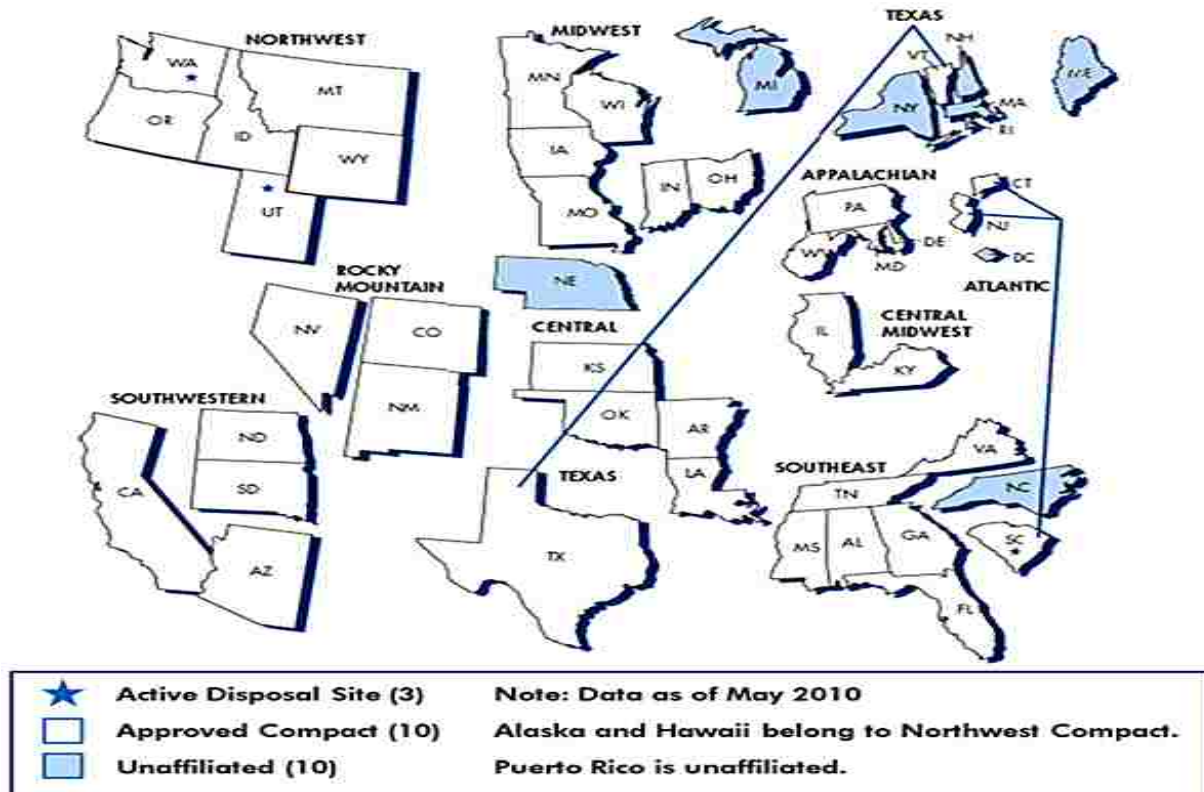 NORTHWEST
WA
MT
OR
ID
WY
UT
MIDWEST
MN
WI
IA
MO
IN
OH
MI
TEXAS
VT
NH
NY
MA
RI
ME
APPALACHIAN
PA
WV
MD
DE
CT
NJ
DC
ATLANTIC
ROCKY
MOUNTAIN
NV
CO
NM
NE
CENTRAL
KS
OK
AR
LA
IL
CENTRAL
MIDWEST
KY
SOUTHWESTERN
ND
SD
CA
AZ
TEXAS
TX
SOUTHEAST
VA
TN
NC
MS
AL
GA
SC
FL
Active Disposal Site (3)
Note: Data as of May 2010
Approved Compact (10)
Alaska and Hawaii belong to Northwest Compact.
Unaffiliated (10)
Puerto Rico is unaffiliated.